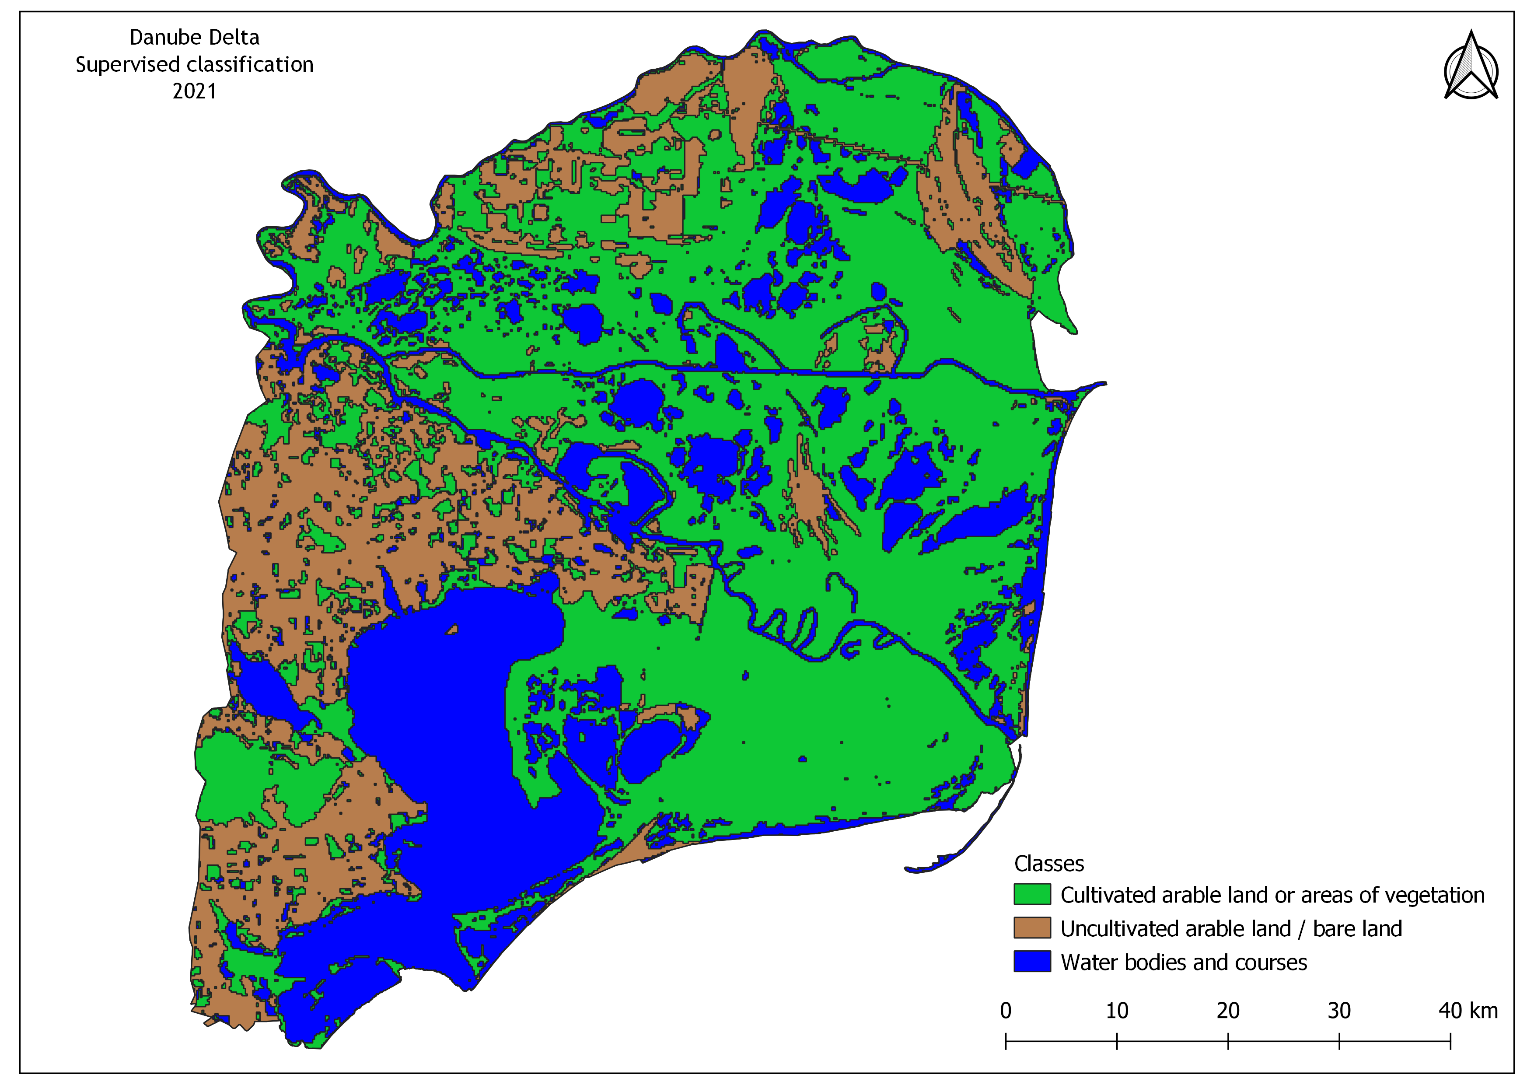 Danube Delta
Supervised classification
2021
Classes
Cultivated arable land or areas of vegetation
Uncultivated arable land / bare land
Water bodies and courses
0 10 20 30 40 km